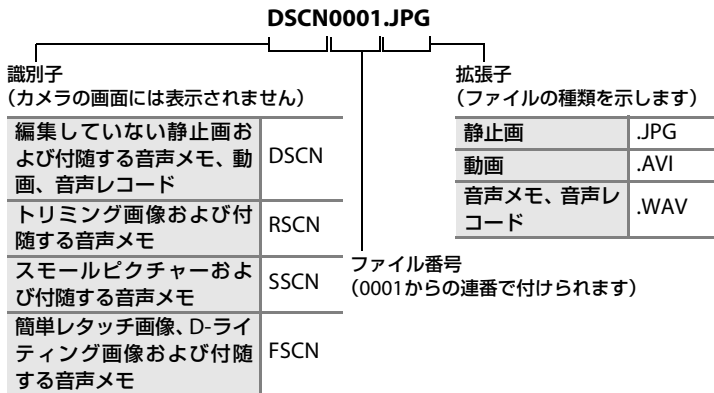 DSCN0001.JPG
識別子
（カメラの画面には表示されません）
編集していない静止画お
よび付随する音声メモ、動
画、音声レコード
DSCN
トリミング画像および付
随する音声メモ
RSCN
スモールピクチャーおよ
び付随する音声メモ
SSCN
簡単レタッチ画像、D-ライ
ティング画像および付随
する音声メモ
FSCN
ファイル番号
（0001からの連番で付けられます）
拡張子
（ファイルの種類を示します）
静止画
.JPG
動画
.AVI
音声メモ、音声レ
コード
.WAV